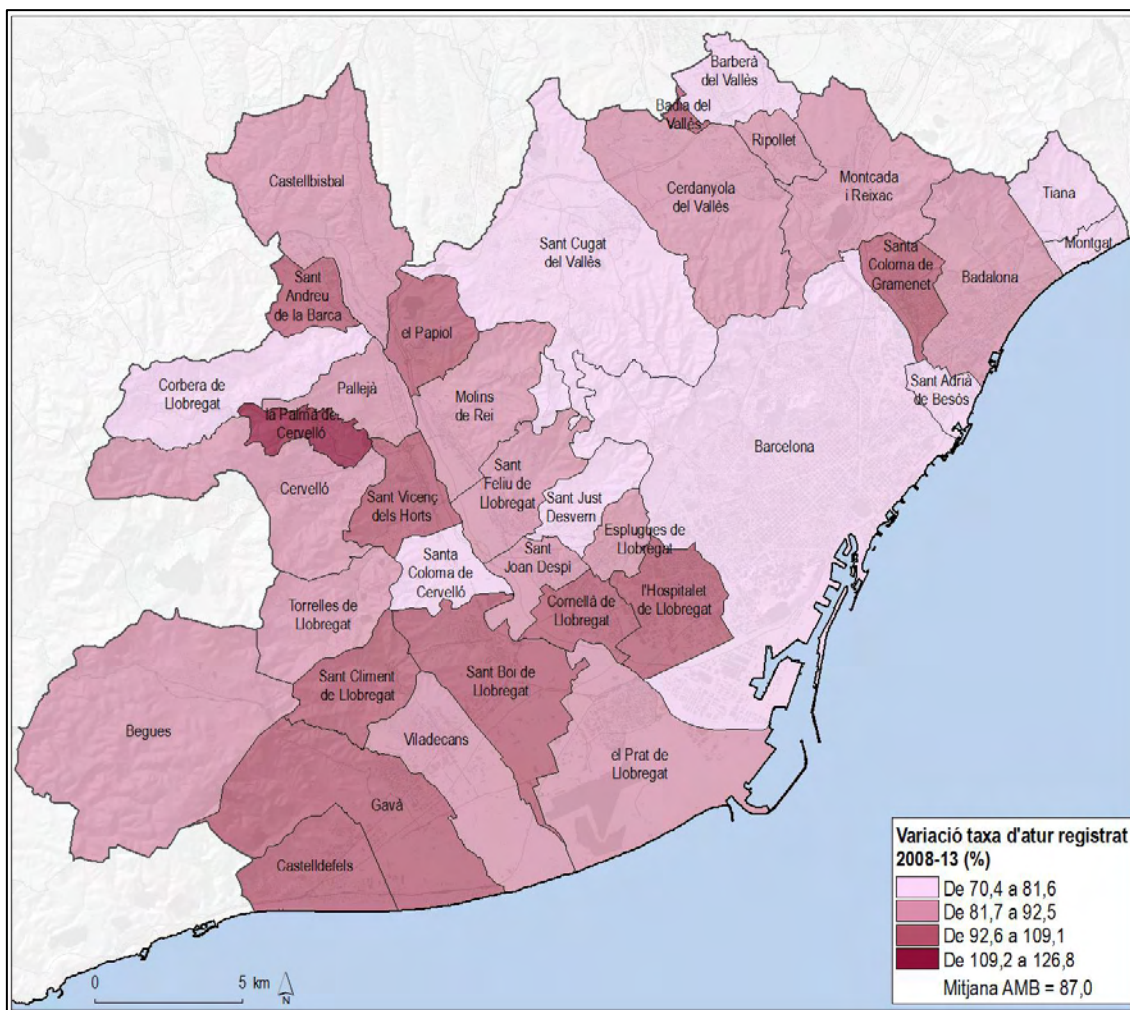 Barberà
del Vallès
Badia del
Vallès
Ripollet
Castellbisbal
Cerdanyola
del Vallès
Montcada
i Reixac
Tiana
Montgat
Sant Cugat
del Vallès
Santa
Coloma de
Gramenet
Badalona
Sant
Andreu
de la Barca
el Papiol
Corbera de
Llobregat
Pallejà
Molins
de Rei
Sant Adrià
de Besòs
la Palma de
Cervelló
Barcelona
Cervelló
Sant Vicenç
dels Horts
Sant
Feliu de
Llobregat
Sant Just
Desvern
Esplugues de
Llobregat
Santa
Coloma de
Cervelló
Sant
Joan Despí
Torrelles de
Llobregat
Cornellà de
Llobregat
l'Hospitalet
de Llobregat
Sant Climent
de Llobregat
Sant Boi de
Llobregat
Begues
Viladecans
el Prat de
Llobregat
Gavà
Castelldefels
Variació taxa d'atur registrat
2008-13 (%)
De 70,4 a 81,6
De 81,7 a 92,5
De 92,6 a 109,1
De 109,2 a 126,8
Mitjana AMB = 87,0
0 5 km
N